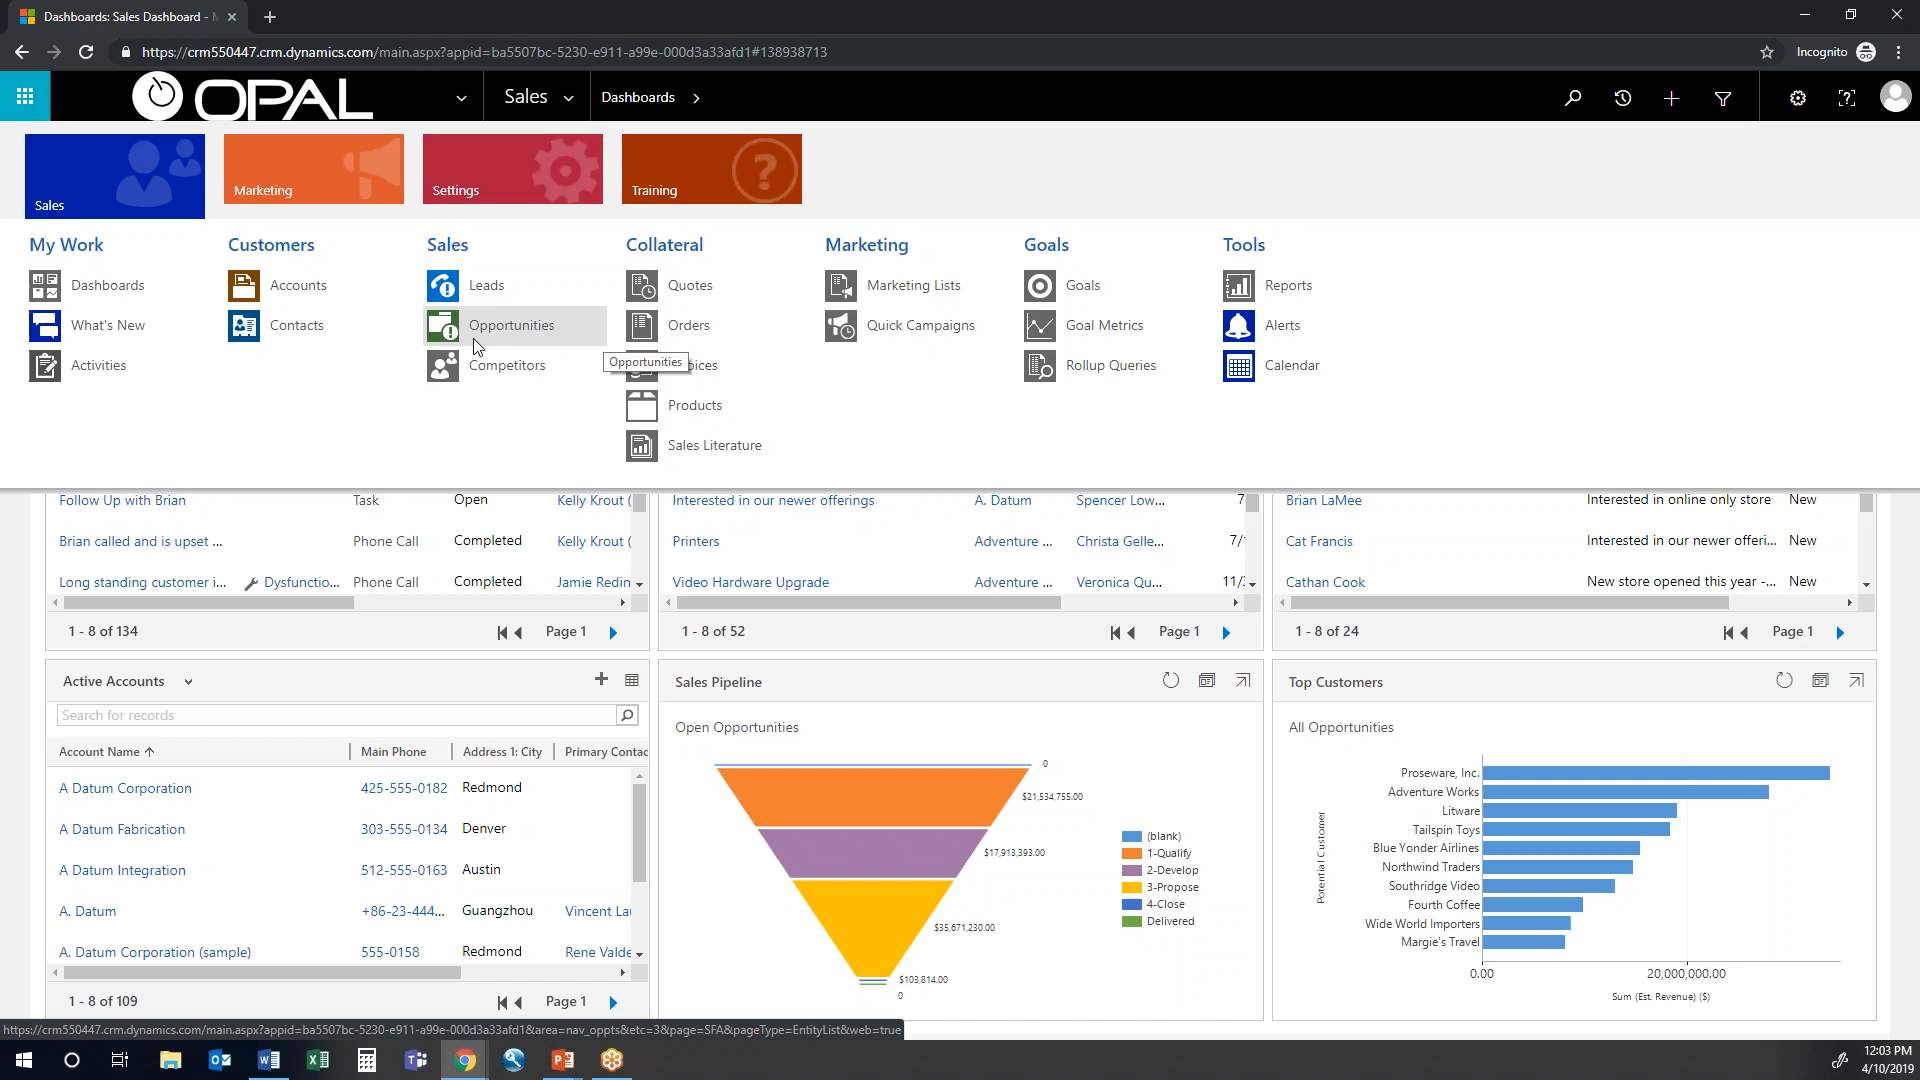 Dashboards: Sales Dashboard -
https://crm550447.crm.dynamics.com/main.aspx?appid=ba5507bc-5230-e911-a99e-000d3a33afd1#138938713
Incognito
OPAL
Sales
Dashboards
Sales
Marketing
Settings
Training
My Work
Customers
Sales
Collateral
Marketing
Goals
Tools
Dashboards
Accounts
Leads
Quotes
Marketing Lists
Goals
Reports
What's New
Contacts
Opportunities
Orders
Quick Campaigns
Goal Metrics
Alerts
Activities
Competitors
Opportunities
Rollup Queries
Calendar
Products
Sales Literature
Follow Up with Brian Task Open Kelly Krout (
Brian called and is upset ... Phone Call Completed Kelly Krout (
Long standing customer i... Dysfunctio... Phone Call Completed Jamie Redin
1 - 8 of 134 Page 1
Interested in our newer offerings A. Datum Spencer Low... 7
Printers Adventure ... Christa Gelle... 7/
Video Hardware Upgrade Adventure ... Veronica Qu... 11/
1 - 8 of 52 Page 1
Brian LaMee Interested in online only store New
Cat Francis Interested in our newer offeri... New
Cathan Cook New store opened this year -... New
1 - 8 of 24 Page 1
Active Accounts
Search for records
Account Name Main Phone Address 1: City Primary Contac
A Datum Corporation 425-555-0182 Redmond
A Datum Fabrication 303-555-0134 Denver
A Datum Integration 512-555-0163 Austin
A. Datum +86-23-444... Guangzhou Vincent Lau
A. Datum Corporation (sample) 555-0158 Redmond Rene Valde
1 - 8 of 109 Page 1
Sales Pipeline
Open Opportunities
0
$21,534,755.00
$17,913,393.00
$35,671,230.00
$103,814.00
0
(blank)
1-Qualify
2-Develop
3-Propose
4-Close
Delivered
Top Customers
All Opportunities
Potential Customer
Proseware, Inc.
Adventure Works
Litware
Tailspin Toys
Blue Yonder Airlines
Northwind Traders
Southridge Video
Fourth Coffee
Wide World Importers
Margie's Travel
0.00 20,000,000.00
Sum (Est. Revenue) ($)
https://crm550447.crm.dynamics.com/main.aspx?appid=ba5507bc-5230-e911-a99e-000d3a33afd1&area=nav_oppts&etc=3&page=SFA&pageType=EntityList&web=true
12:03 PM
4/10/2019